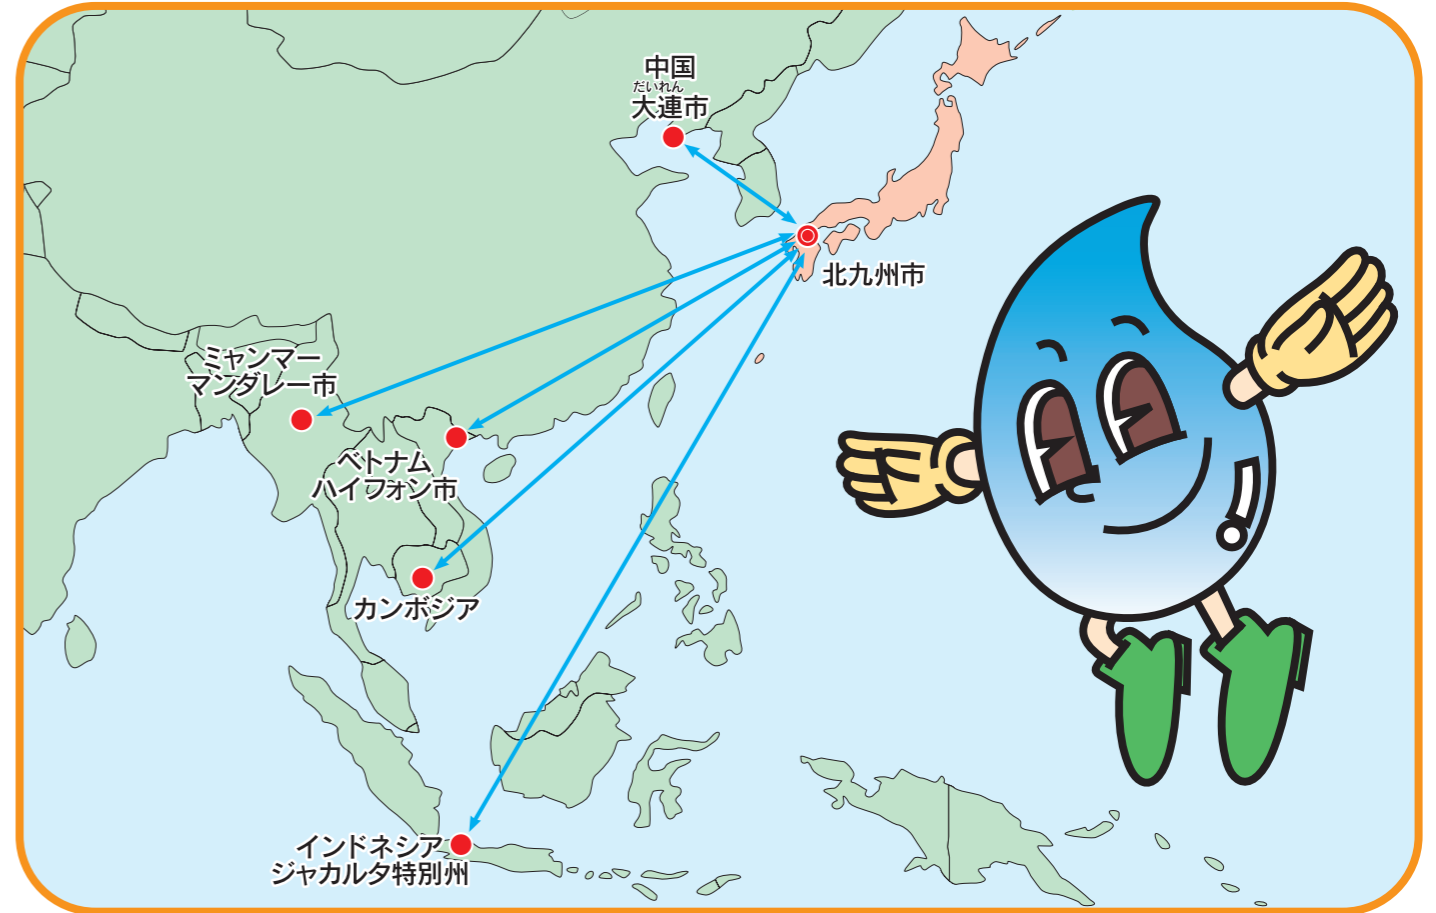 中国
だいれん
大連市
北九州市
ミャンマー
マンダレー市
ベトナム
ハイフォン市
カンボジア
インドネシア
ジャカルタ特別州